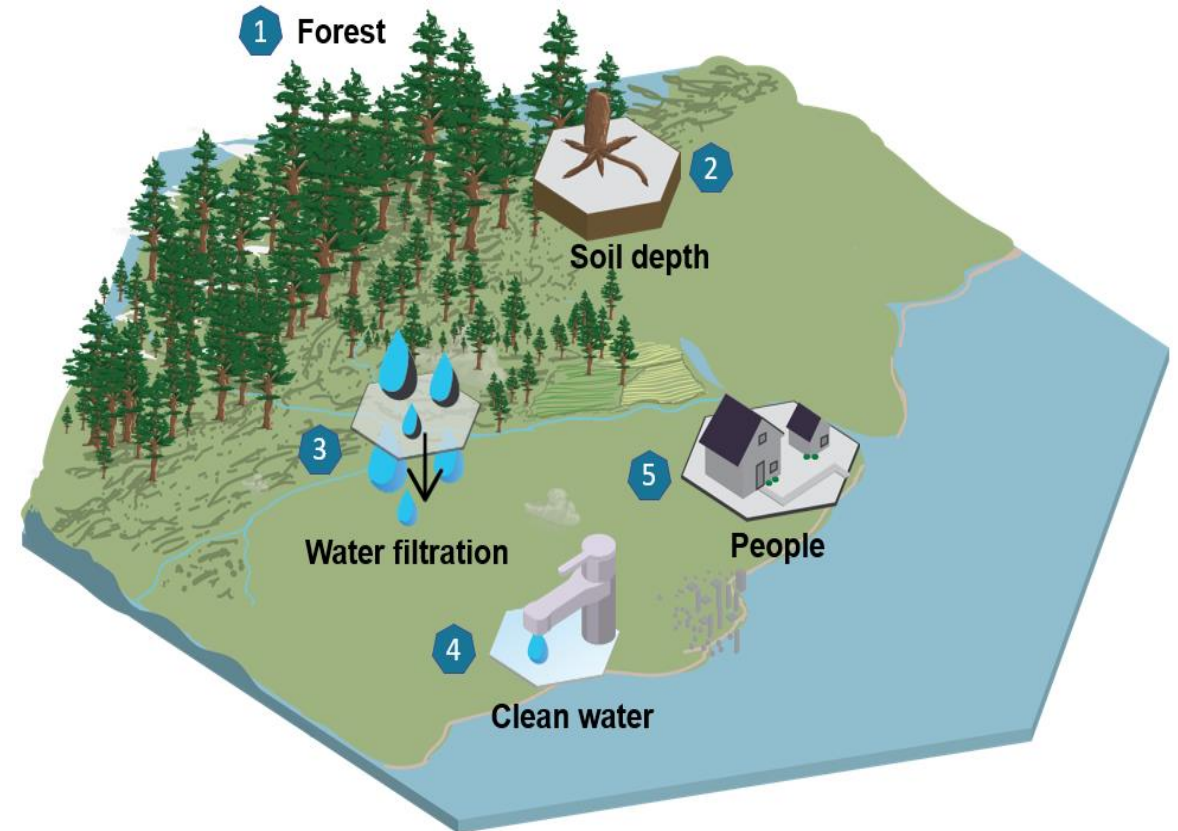 1 Forest
2
Soil depth
3
Water filtration
4
Clean water
5
People